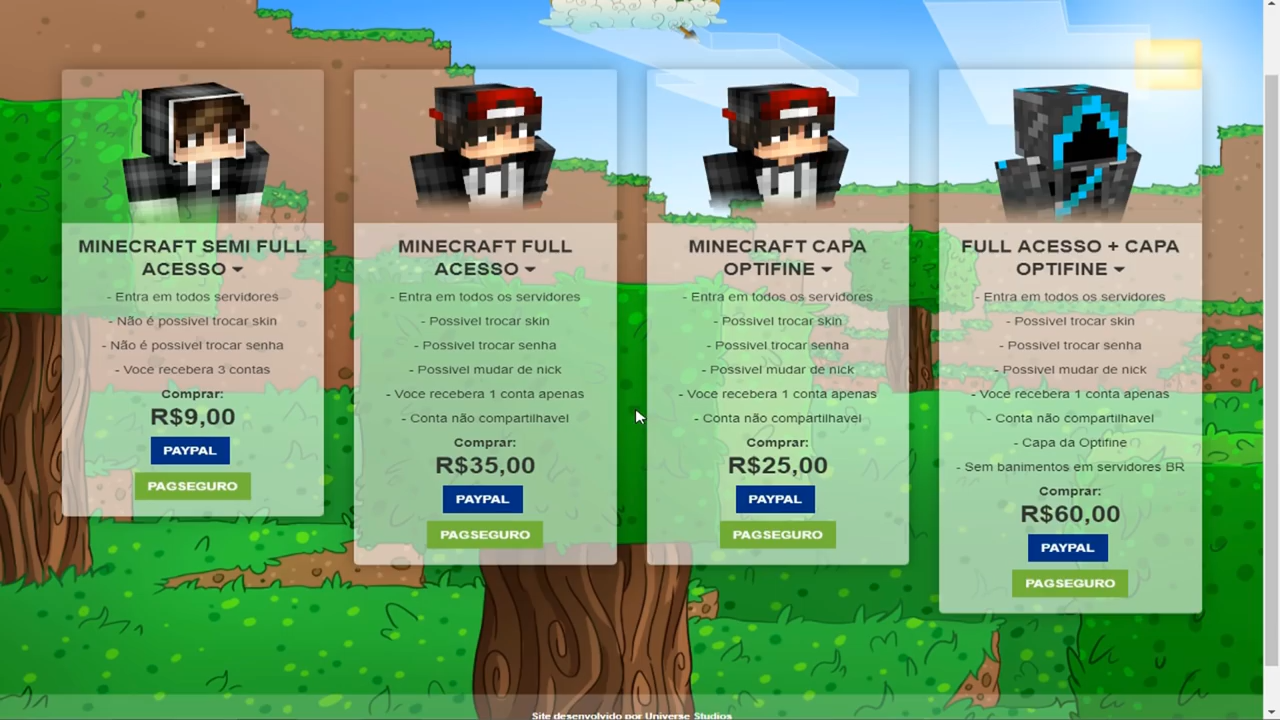 MINECRAFT SEMI FULL
ACESSO
- Entra em todos servidores
- Não é possivel trocar skin
- Não é possivel trocar senha
- Voce recebera 3 contas
Comprar:
R$9,00
PAYPAL
PAGSEGURO
MINECRAFT FULL
ACESSO
- Entra em todos os servidores
- Possivel trocar skin
- Possivel trocar senha
- Possivel mudar de nick
- Voce recebera 1 conta apenas
- Conta não compartilhavel
Comprar:
R$35,00
PAYPAL
PAGSEGURO
MINECRAFT CAPA
OPTIFINE
- Entra em todos os servidores
- Possivel trocar skin
- Possivel trocar senha
- Possivel mudar de nick
- Voce recebera 1 conta apenas
- Conta não compartilhavel
Comprar:
R$25,00
PAYPAL
PAGSEGURO
FULL ACESSO + CAPA
OPTIFINE
- Entra em todos os servidores
- Possivel trocar skin
- Possivel trocar senha
- Possivel mudar de nick
- Voce recebera 1 conta apenas
- Conta não compartilhavel
- Capa da Optifine
- Sem banimentos em servidores BR
Comprar:
R$60,00
PAYPAL
PAGSEGURO
Site desenvolvido por Universe Studios